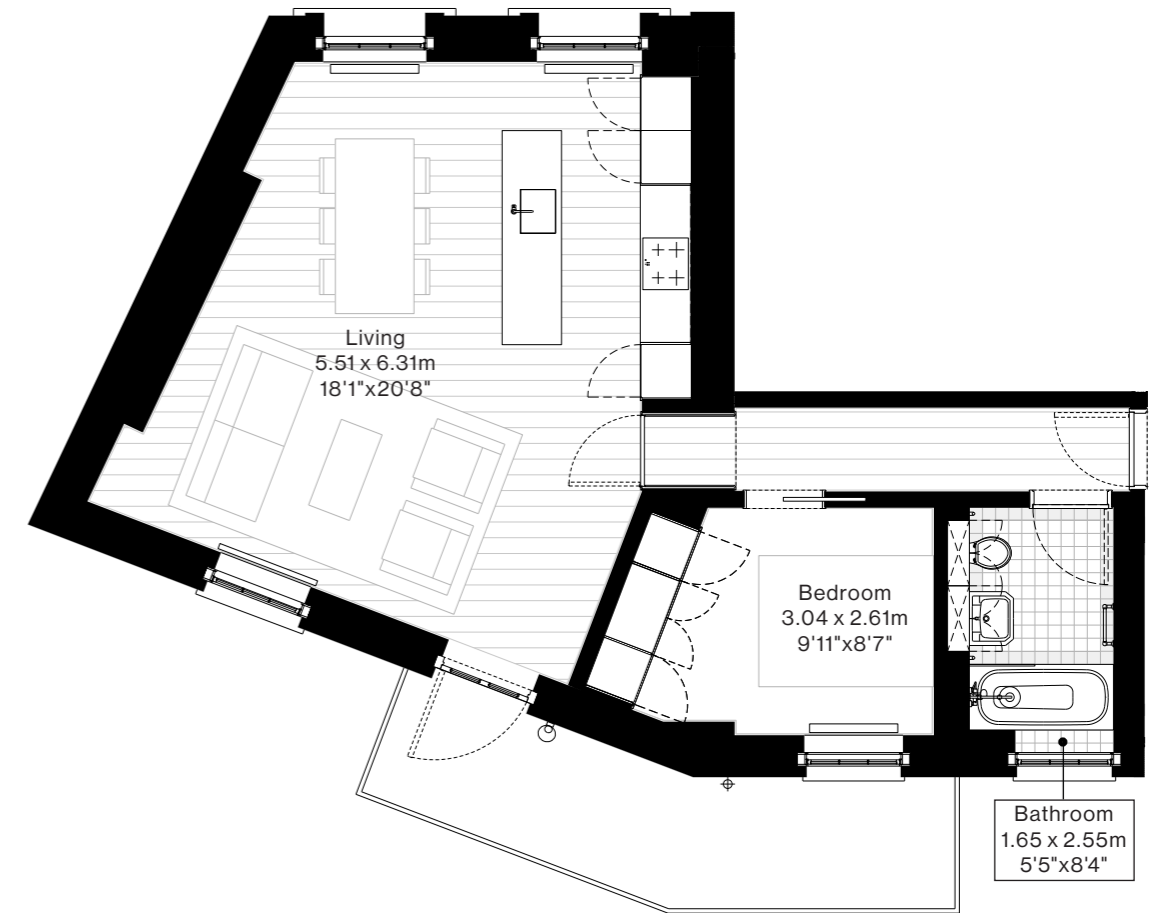 Living
5.51 x 6.31m
18'1"x20'8"
Bedroom
3.04 x 2.61m
9'11"x8'7"
Bathroom
1.65 x 2.55m
5'5"x8'4"